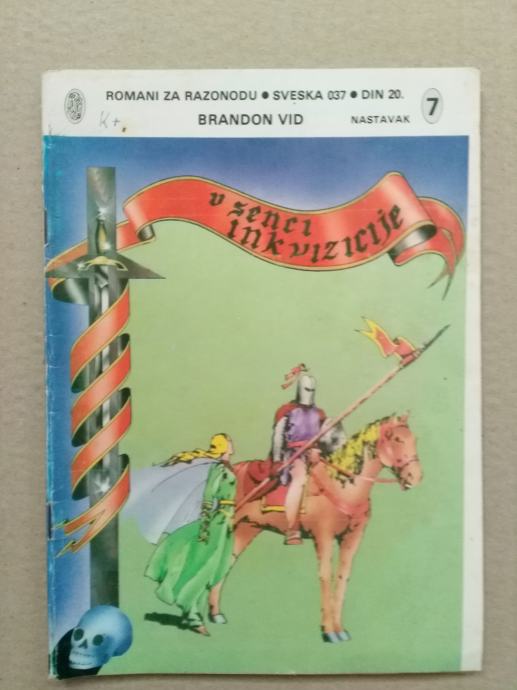 ROMANI ZA RAZONODU ● SVESKA 037 ● DIN 20.
K+.
BRANDON VID NASTAVAK 7
v senci
inkvizicije